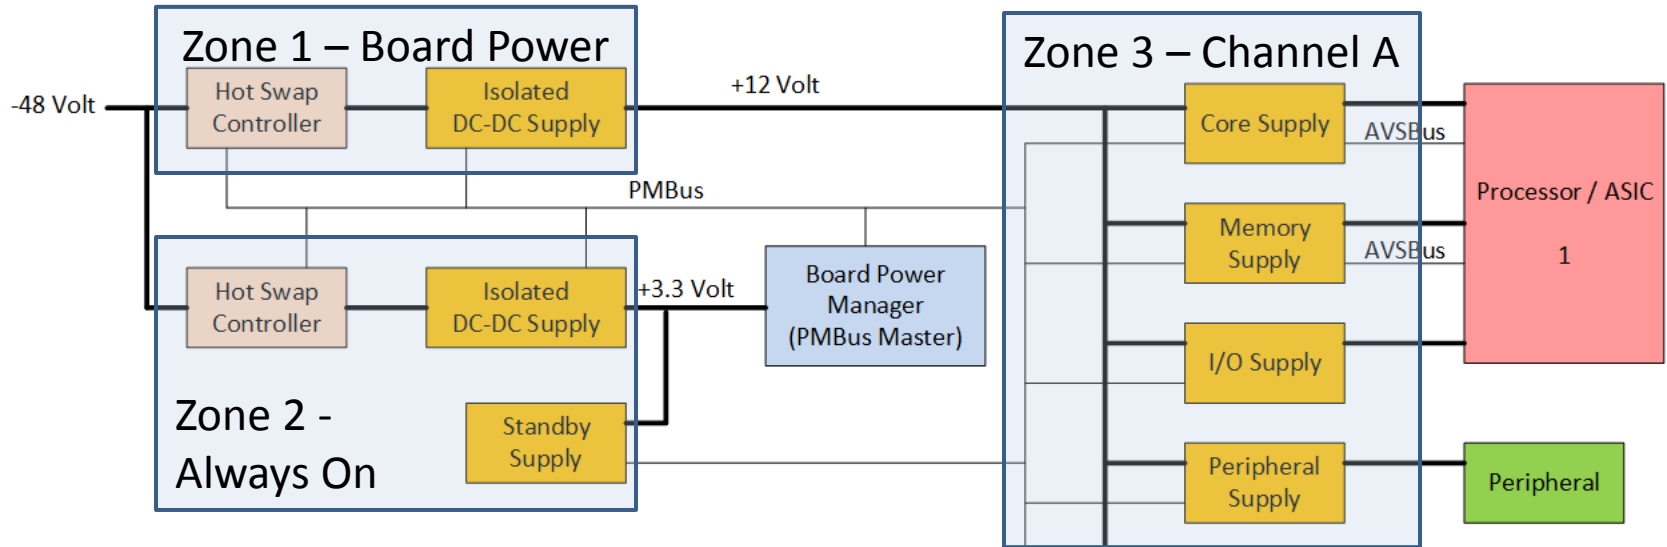 Zone 1 – Board Power
Zone 3 – Channel A
-48 Volt
Hot Swap
Controller
Isolated
DC-DC Supply
+12 Volt
Core Supply
AVSBus
PMBus
Processor / ASIC
1
Memory
Supply
AVSBus
Hot Swap
Controller
Isolated
DC-DC Supply
+3.3 Volt
Board Power
Manager
(PMBus Master)
I/O Supply
Zone 2 -
Always On
Standby
Supply
Peripheral
Supply
Peripheral